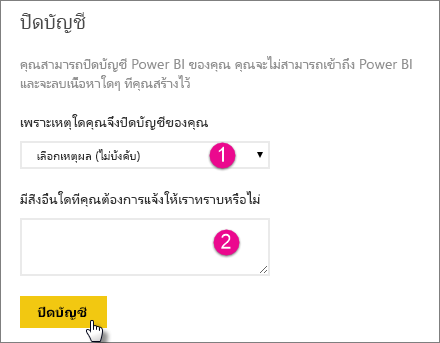 ปิดบัญชี
คุณสามารถปิดบัญชี Power BI ของคุณ คุณจะไม่สามารถเข้าถึง Power BI
และจะลบเนื้อหาใดๆ ที่คุณสร้างไว้
เพราะเหตุใดคุณจึงปิดบัญชีของคุณ
เลือกเหตุผล (ไม่บังคับ)
1
มีสิ่งอื่นใดที่คุณต้องการแจ้งให้เราทราบหรือไม่
2
ปิดบัญชี